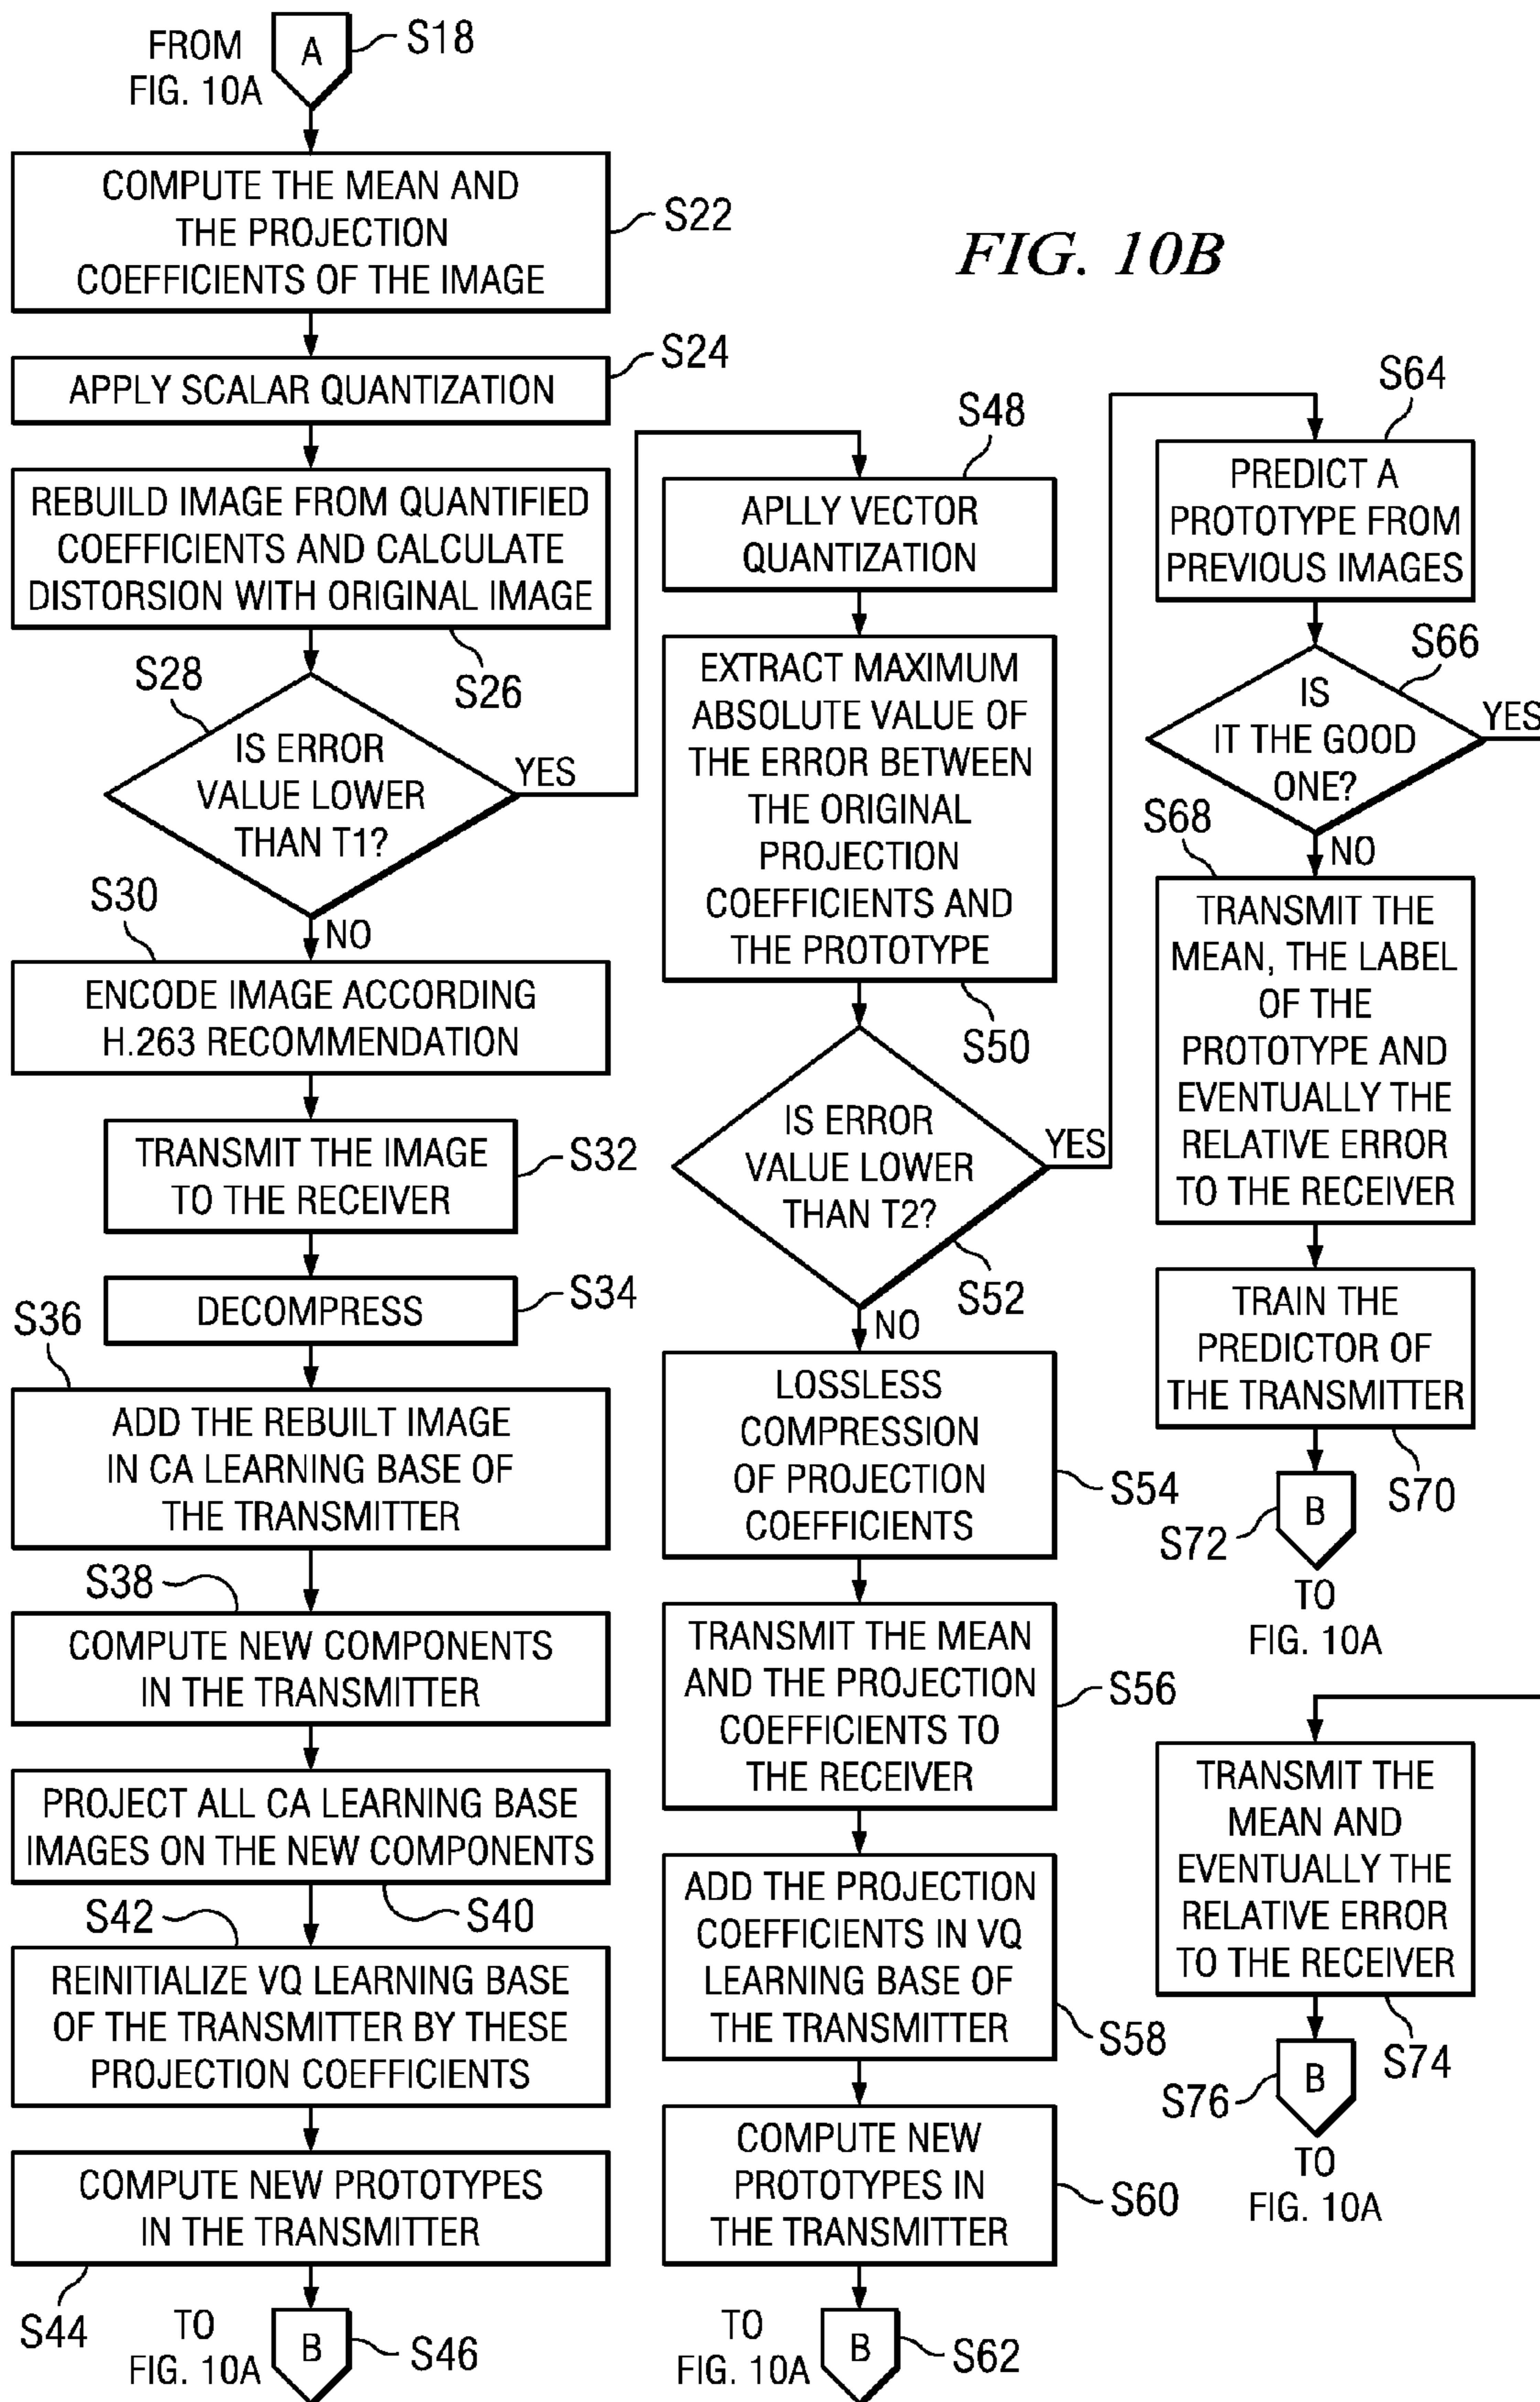 FROM
FIG. 10A
A
S18
COMPUTE THE MEAN AND
THE PROJECTION
COEFFICIENTS OF THE IMAGE
S22
FIG. 10B
APPLY SCALAR QUANTIZATION
S24
REBUILD IMAGE FROM QUANTIFIED
COEFFICIENTS AND CALCULATE
DISTORSION WITH ORIGINAL IMAGE
S26
S28
IS ERROR
VALUE LOWER
THAN T1?
YES
NO
S30
ENCODE IMAGE ACCORDING
H.263 RECOMMENDATION
TRANSMIT THE IMAGE
TO THE RECEIVER
S32
DECOMPRESS
S34
S36
ADD THE REBUILT IMAGE
IN CA LEARNING BASE OF
THE TRANSMITTER
S38
COMPUTE NEW COMPONENTS
IN THE TRANSMITTER
PROJECT ALL CA LEARNING BASE
IMAGES ON THE NEW COMPONENTS
S40
S42
REINITIALIZE VQ LEARNING BASE
OF THE TRANSMITTER BY THESE
PROJECTION COEFFICIENTS
COMPUTE NEW PROTOTYPES
IN THE TRANSMITTER
S44
TO
FIG. 10A
B
S46
S48
APLLY VECTOR
QUANTIZATION
EXTRACT MAXIMUM
ABSOLUTE VALUE OF
THE ERROR BETWEEN
THE ORIGINAL
PROJECTION
COEFFICIENTS AND
THE PROTOTYPE
S50
IS ERROR
VALUE LOWER
THAN T2?
YES
S52
NO
LOSSLESS
COMPRESSION
OF PROJECTION
COEFFICIENTS
S54
TRANSMIT THE MEAN
AND THE PROJECTION
COEFFICIENTS TO
THE RECEIVER
S56
ADD THE PROJECTION
COEFFICIENTS IN VQ
LEARNING BASE OF
THE TRANSMITTER
S58
COMPUTE NEW
PROTOTYPES IN
THE TRANSMITTER
S60
TO
FIG. 10A
B
S62
S64
PREDICT A
PROTOTYPE FROM
PREVIOUS IMAGES
S66
IS
IT THE GOOD
ONE?
YES
NO
S68
TRANSMIT THE
MEAN, THE LABEL
OF THE
PROTOTYPE AND
EVENTUALLY THE
RELATIVE ERROR
TO THE RECEIVER
TRAIN THE
PREDICTOR OF
THE TRANSMITTER
S70
S72
B
TO
FIG. 10A
TRANSMIT THE
MEAN AND
EVENTUALLY THE
RELATIVE ERROR
TO THE RECEIVER
S74
S76
B
TO
FIG. 10A